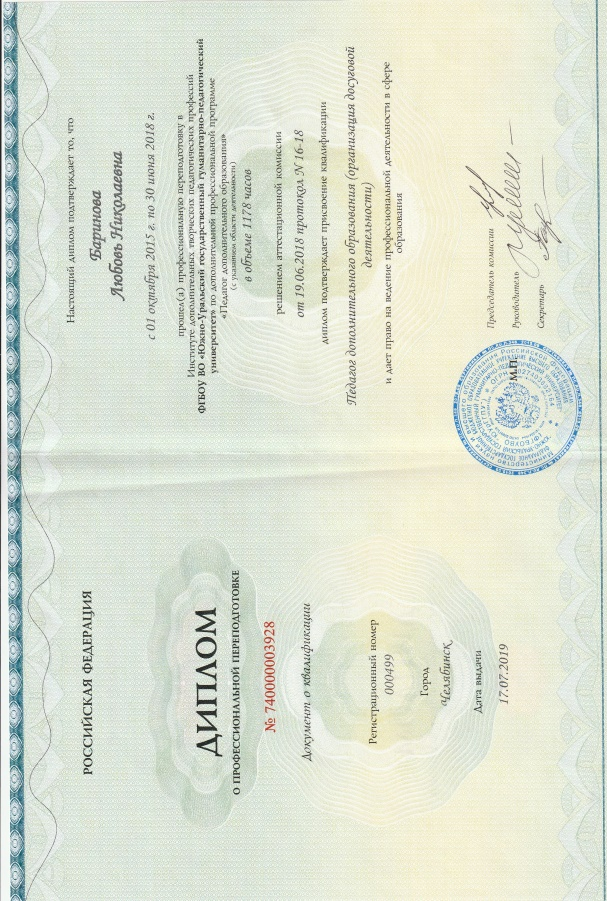 РОССИЙСКАЯ ФЕДЕРАЦИЯ
ДИПЛОМ
О ПРОФЕССИОНАЛЬНОЙ ПЕРЕПОДГОТОВКЕ
№ 7400000003928
Документ о квалификации
Регистрационный номер
000499
Город
Челябинск
Дата выдачи
17.07.2019
Настоящий диплом подтверждает то, что
Баринова
Любовь Николаевна
с 01 октября 2015 г. по 30 июня 2018 г.
прошел(а) профессиональную переподготовку в
Институте дополнительных творческих педагогических профессий
ФГБОУ ВО «Южно-Уральский государственный гуманитарно-педагогический
университет» по дополнительной профессиональной программе
«Педагог дополнительного образования»
(с указанием области деятельности)
в объеме 1178 часов
решением аттестационной комиссии
от 19.06.2018 протокол N 16-18
диплом подтверждает присвоение квалификации
Педагог дополнительного образования (организация досуговой
деятельности)
и дает право на ведение профессиональной деятельности в сфере
образования
Председатель комиссии
Руководитель
Секретарь
М.П.